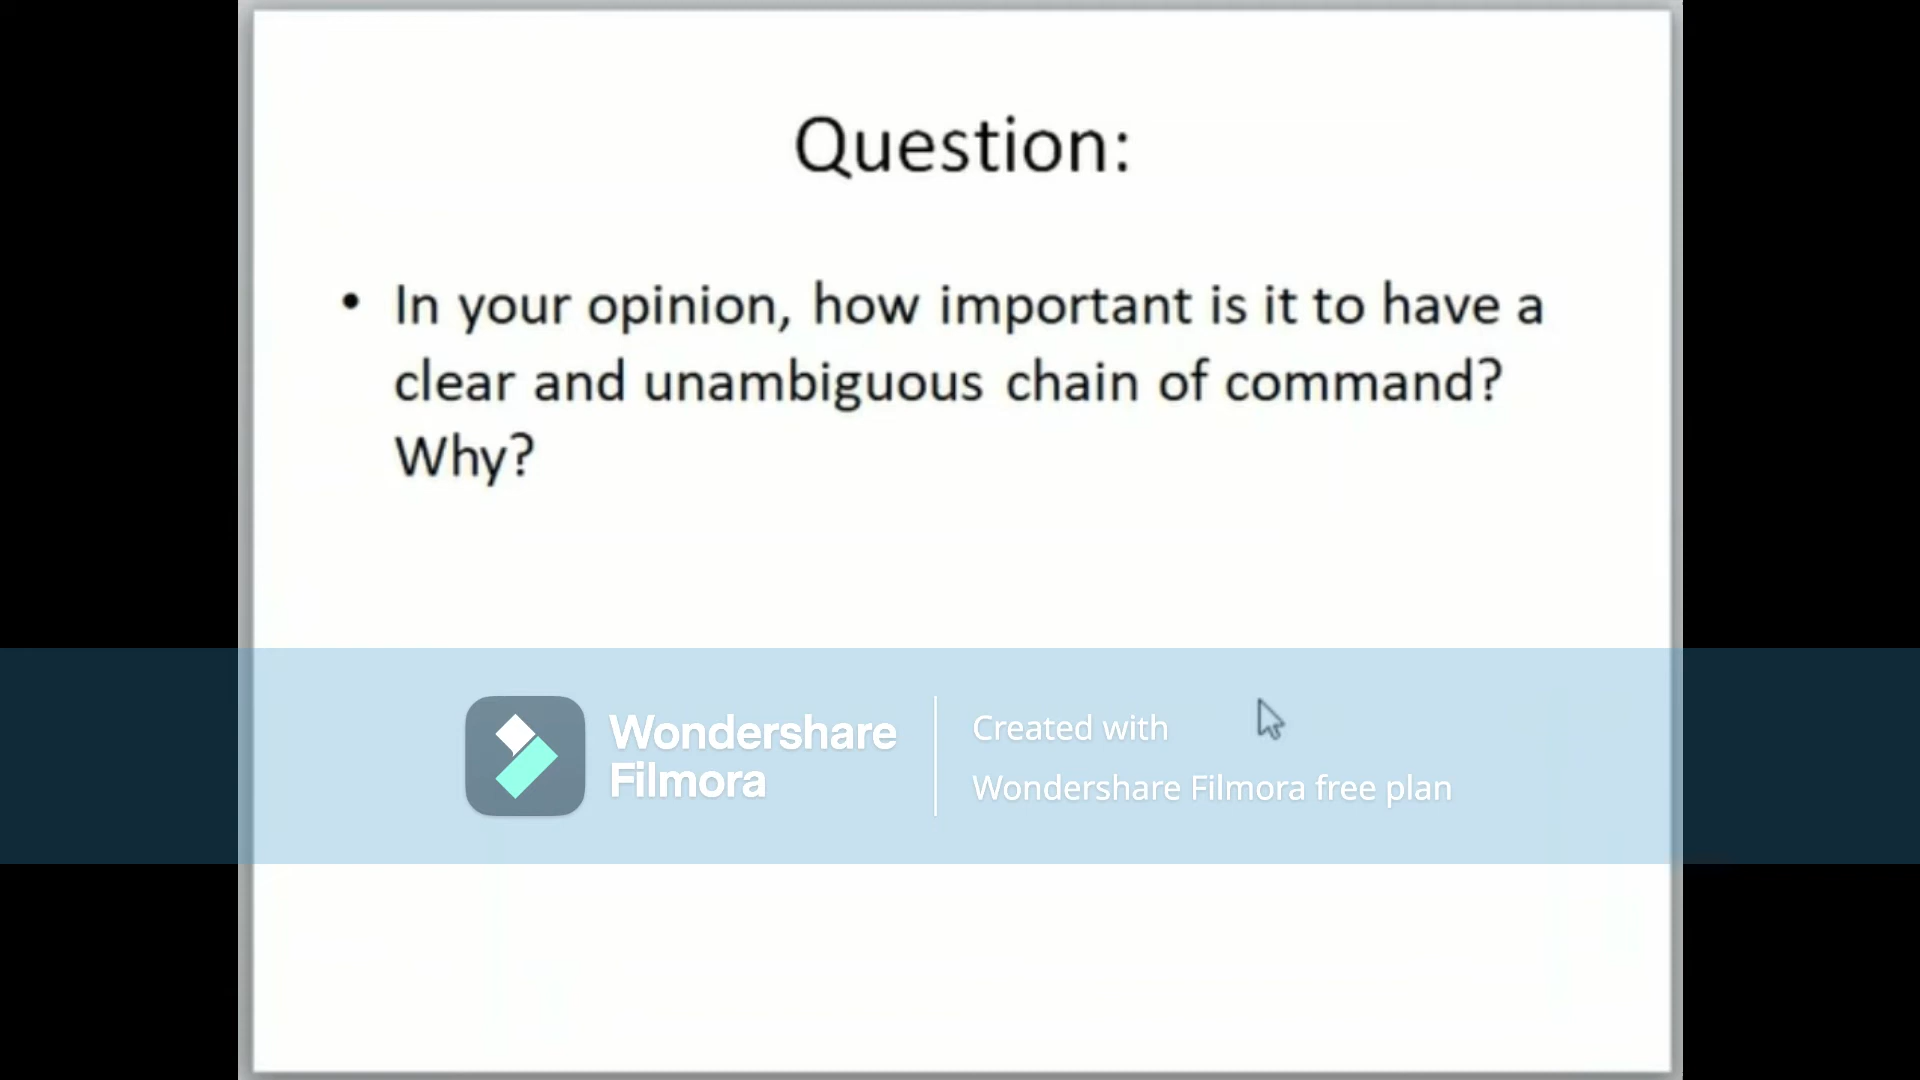 Question:
• In your opinion, how important is it to have a
clear and unambiguous chain of command?
Why?
Wondershare
Filmora
Created with
Wondershare Filmora free plan